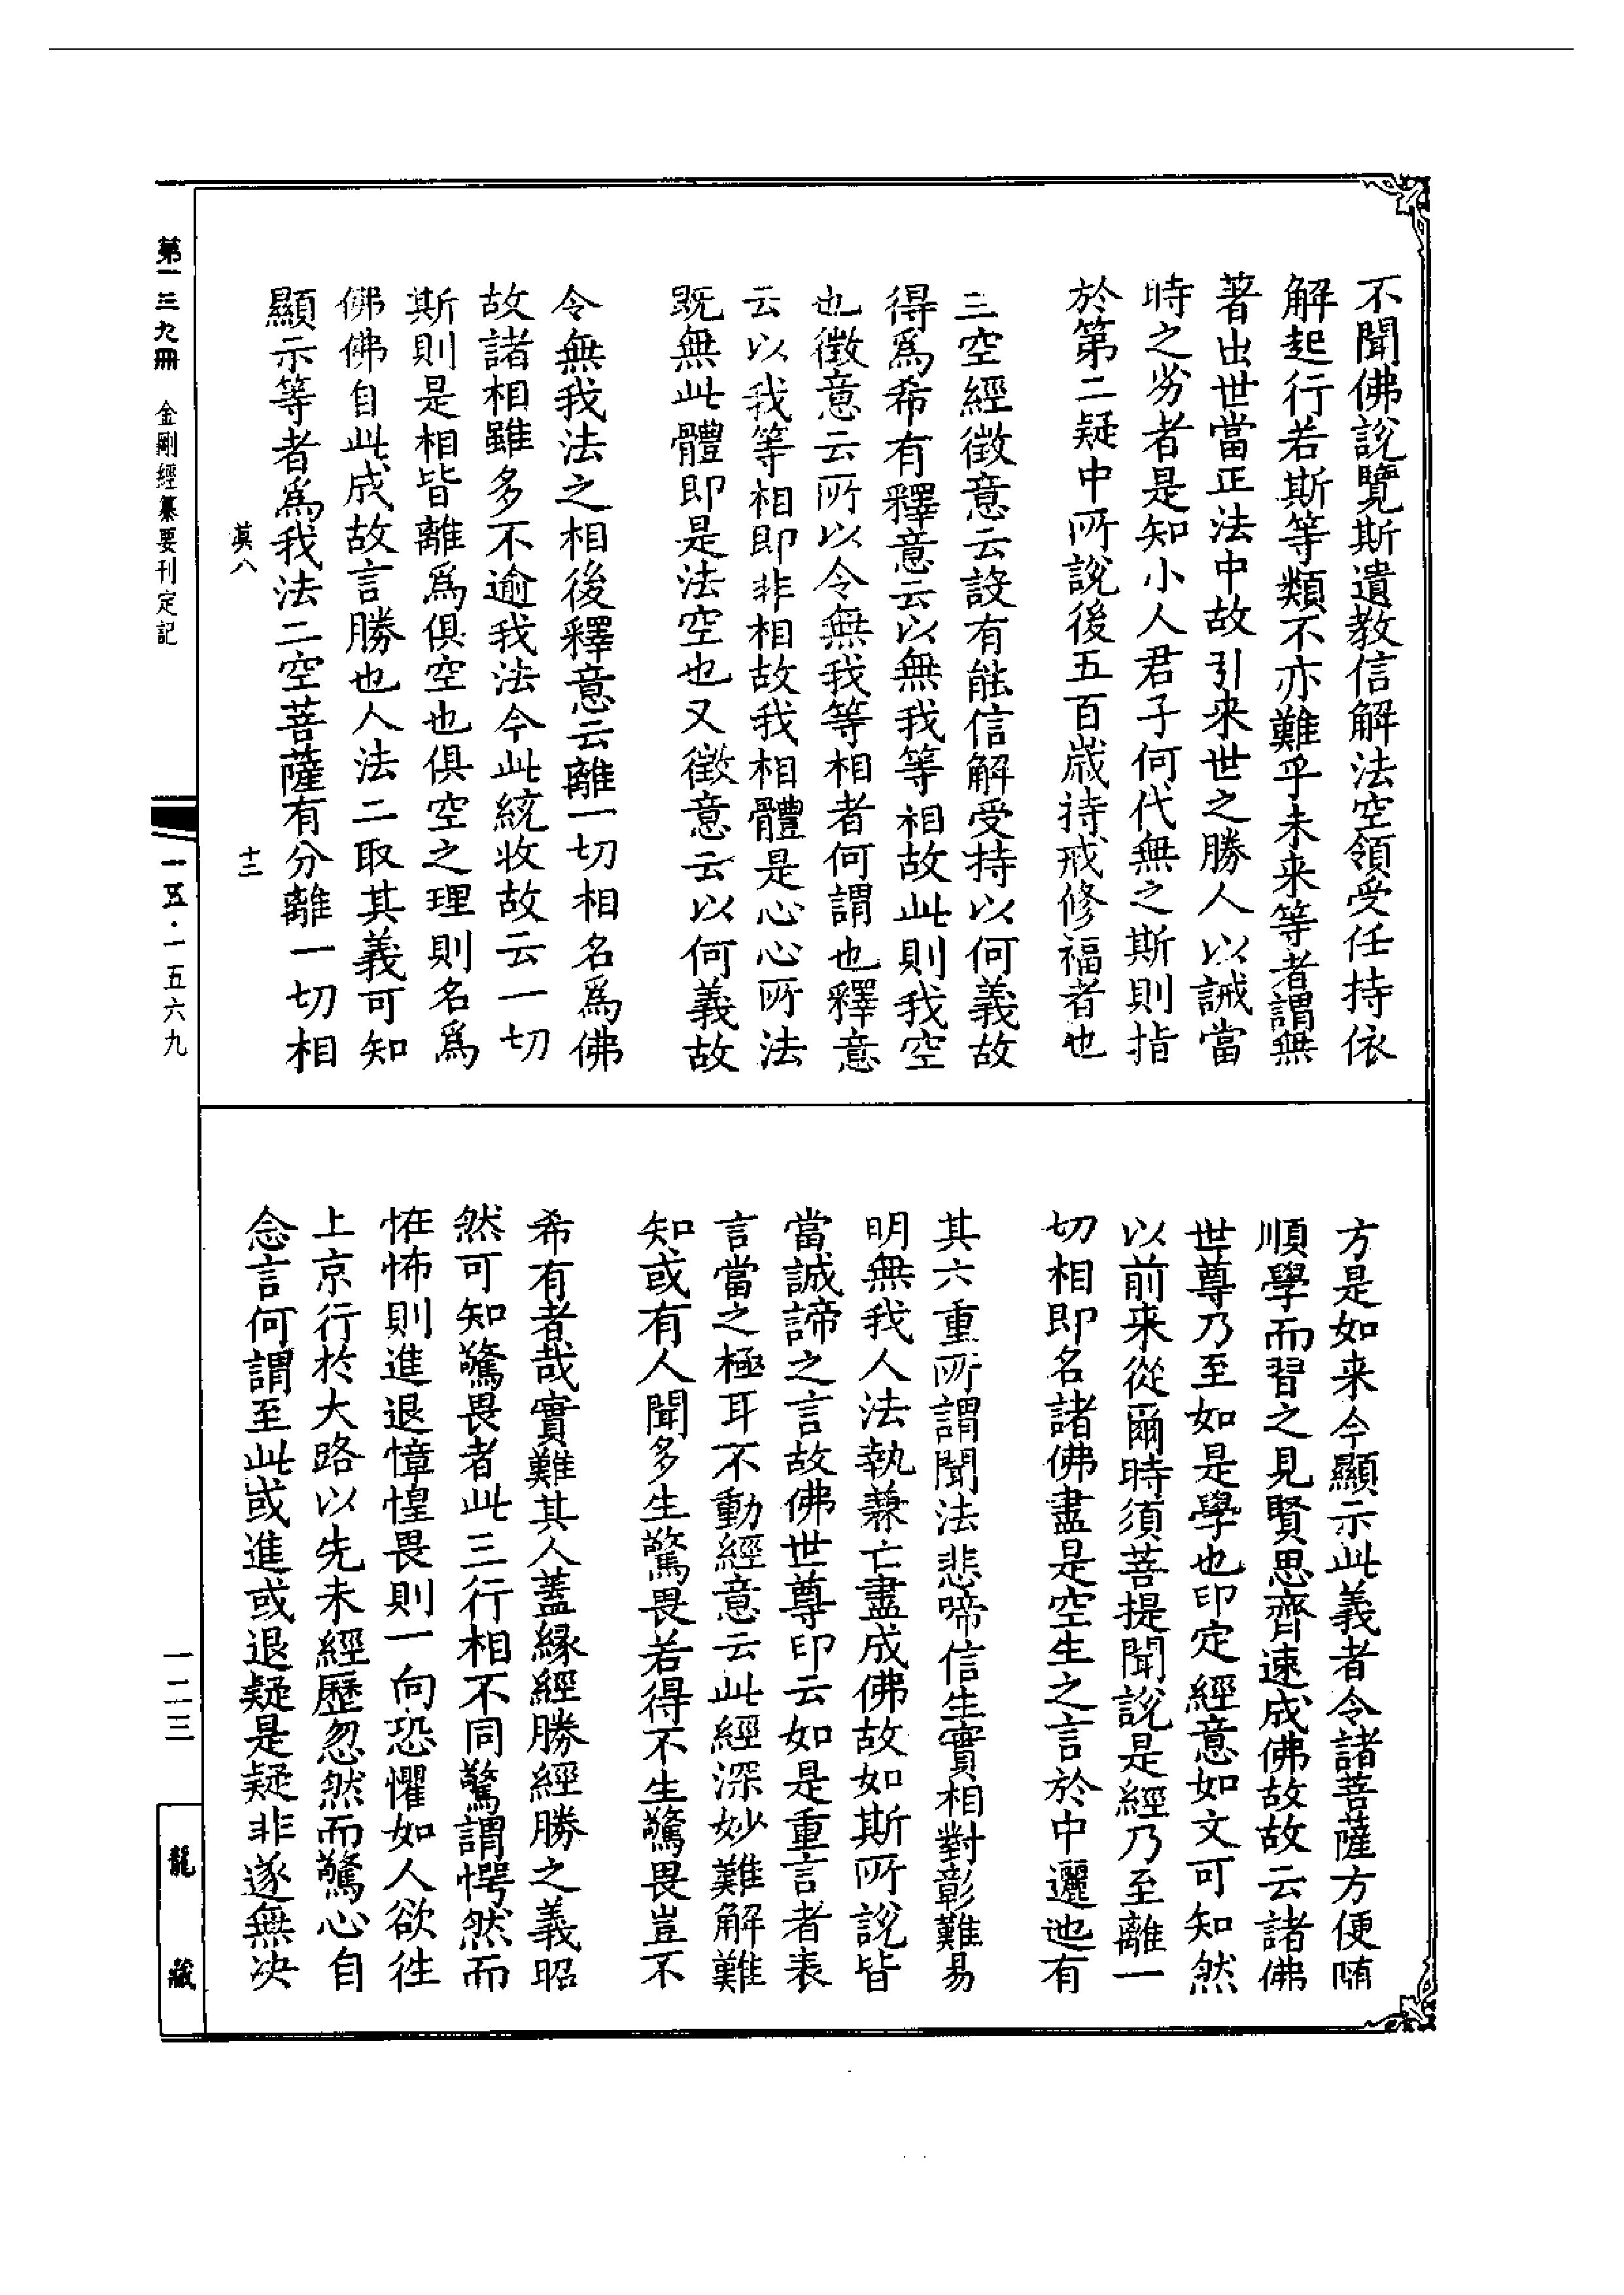 不聞佛說覽斯遺教信解法空領受任持依
解起行若斯等類不亦難乎未来等者謂無
著出世當正法中故引来世之勝人以誡當
時之劣者是知小人君子何代無之斯則指
於第二疑中所說後五百歲持戒修福者也
三空經徵意云設有能信解受持以何義故
得爲希有釋意云以無我等相故此則我空
也徵意云所以令無我等相者何謂也釋意
云以我等相即非相故我相體是心心所法
既無此體即是法空也又徵意云以何義故
令無我法之相後釋意云離一切相名爲佛
故諸相雖多不逾我法今此統收故云一切
斯則是相皆離爲俱空也俱空之理則名爲
佛佛自此成故言勝也人法二取其義可知
顯示等者爲我法二空菩薩有分離一切相
莫八
十三
方是如来今顯示此義者令諸菩薩方便啂
順學而習之見賢思齊速成佛故故云諸佛
世尊乃至如是學也印定經意如文可知然
以前来從爾時須菩提聞說是經乃至離一
切相即名諸佛盡是空生之言於中邐迤有
其六重所謂聞法悲啼信生實相對彰難易
明無我人法執兼亡盡成佛故如斯所說皆
當誠諦之言故佛世尊印云如是重言者表
言當之極耳不動經意云此經深妙難解難
知或有人聞多生驚畏若得不生驚畏豈不
希有者哉實難其人蓋緣經勝經勝之義昭
然可知驚畏者此三行相不同驚謂愕然而
恠怖則進退慞惶畏則一向恐懼如人欲徃
上京行於大路以先未經歷忽然而驚心自
念言何謂至此或進或退疑是疑非遂無决
第一三九冊
金剛經纂要刊定記
一五·一五六九
一二三
龍藏